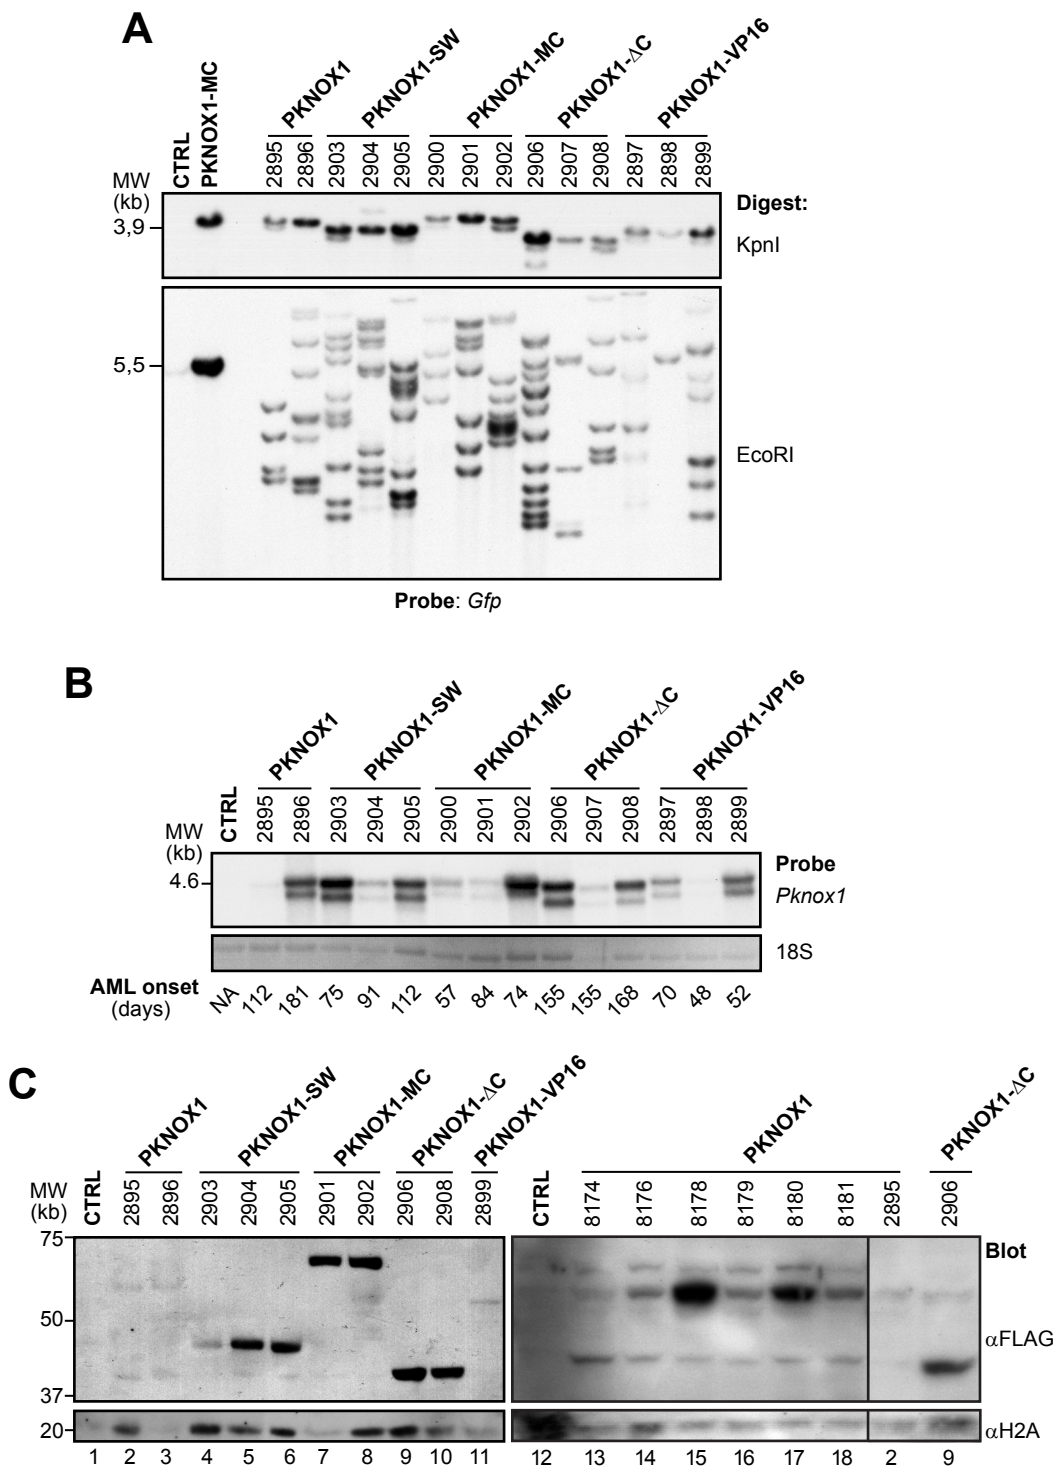 A
CTRL
PKNOX1-MC
PKNOX1
PKNOX1-SW
PKNOX1-MC
PKNOX1-ΔC
PKNOX1-VP16
2895 2896 2903 2904 2905 2900 2901 2902 2906 2907 2908 2897 2898 2899
MW
(kb)
3,9
Digest:
KpnI
5,5
EcoRI
Probe: Gfp
B
CTRL
PKNOX1
PKNOX1-SW
PKNOX1-MC
PKNOX1-ΔC
PKNOX1-VP16
2895 2896 2903 2904 2905 2900 2901 2902 2906 2907 2908 2897 2898 2899
MW
(kb)
4.6
Probe
Pknox1
18S
AML onset
(days)
NA 112 181 75 91 112 57 84 74 155 155 168 70 48 52
C
CTRL
PKNOX1
PKNOX1-SW
PKNOX1-MC
PKNOX1-ΔC
PKNOX1-VP16
2895 2896 2903 2904 2905 2901 2902 2906 2908 2899
CTRL
PKNOX1
PKNOX1-ΔC
8174 8176 8178 8179 8180 8181 2895 2906
MW
(kb)
75
50
37
20
Blot
αFLAG
αH2A
1 2 3 4 5 6 7 8 9 10 11 12 13 14 15 16 17 18 2 9